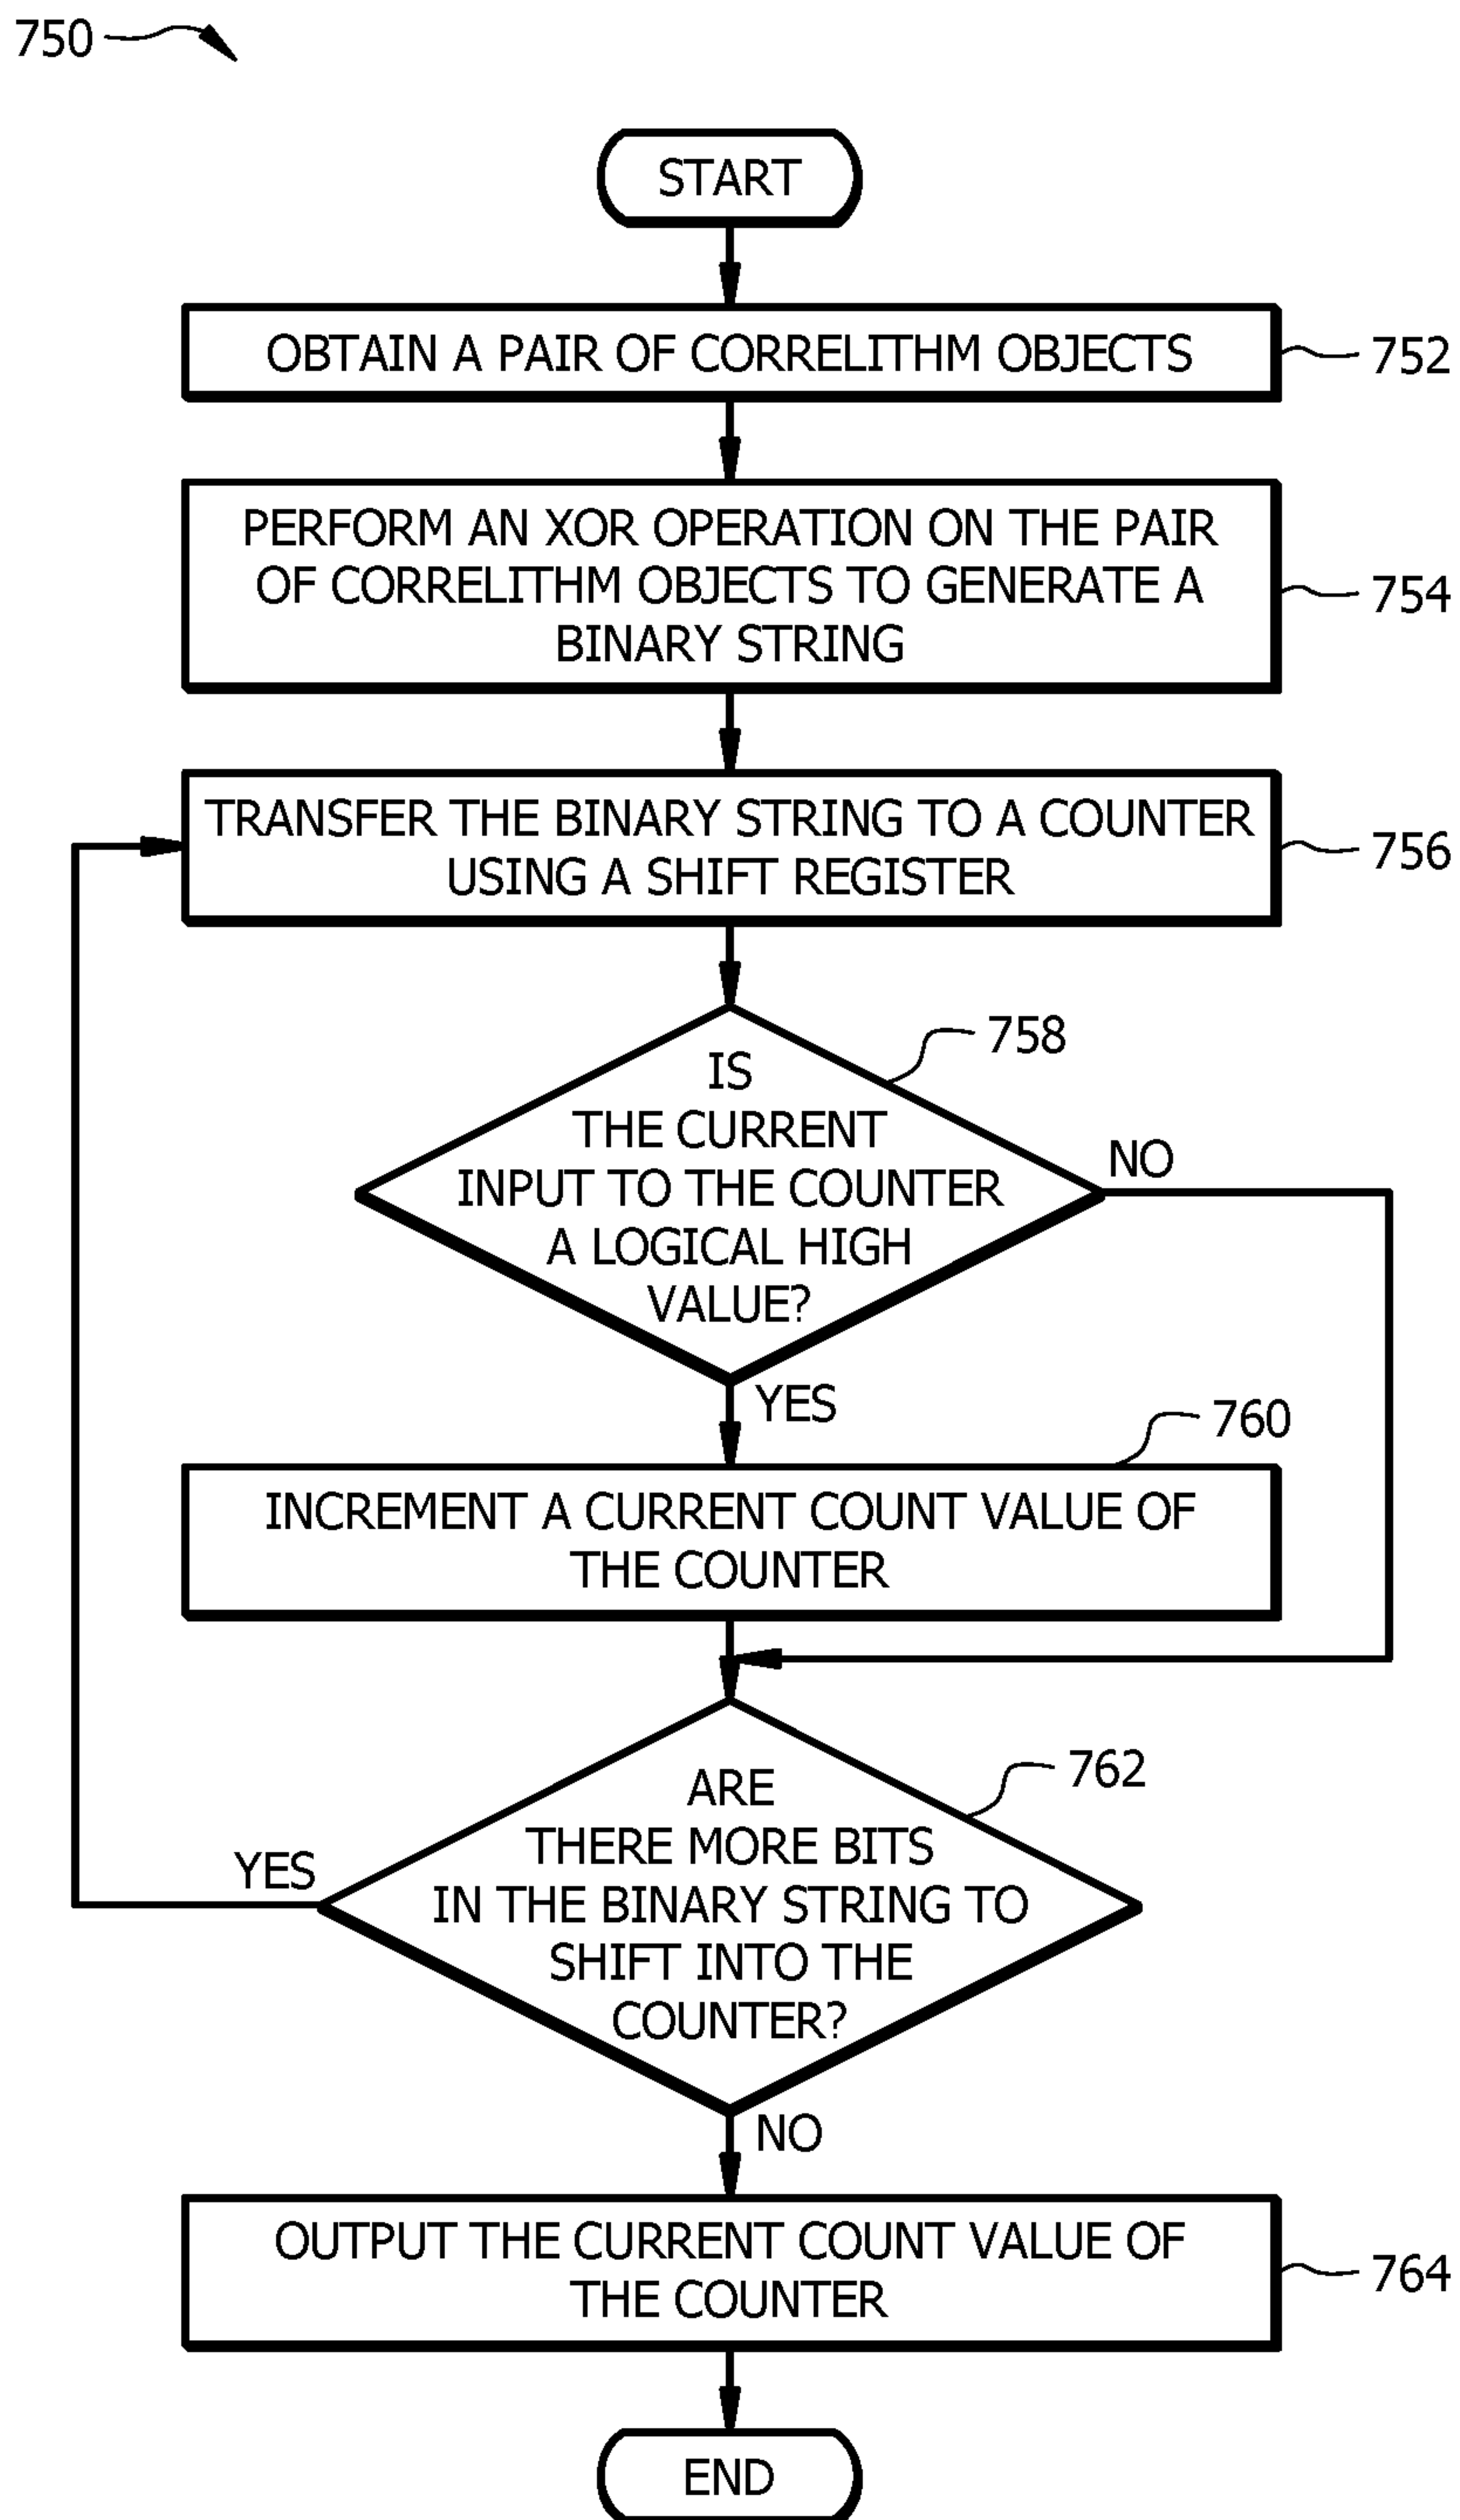 750
START
OBTAIN A PAIR OF CORRELITHM OBJECTS
752
PERFORM AN XOR OPERATION ON THE PAIR
OF CORRELITHM OBJECTS TO GENERATE A
BINARY STRING
754
TRANSFER THE BINARY STRING TO A COUNTER
USING A SHIFT REGISTER
756
758
IS
THE CURRENT
INPUT TO THE COUNTER
A LOGICAL HIGH
VALUE?
NO
YES
760
INCREMENT A CURRENT COUNT VALUE OF
THE COUNTER
762
ARE
THERE MORE BITS
IN THE BINARY STRING TO
SHIFT INTO THE
COUNTER?
YES
NO
OUTPUT THE CURRENT COUNT VALUE OF
THE COUNTER
764
END